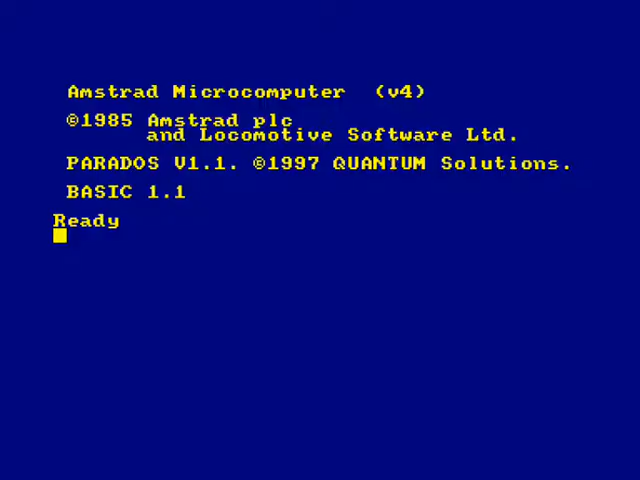 Amstrad Microcomputer (v4)
©1985 Amstrad plc
and Locomotive Software Ltd.
PARADOS V1.1. ©1997 QUANTUM Solutions.
BASIC 1.1
Ready